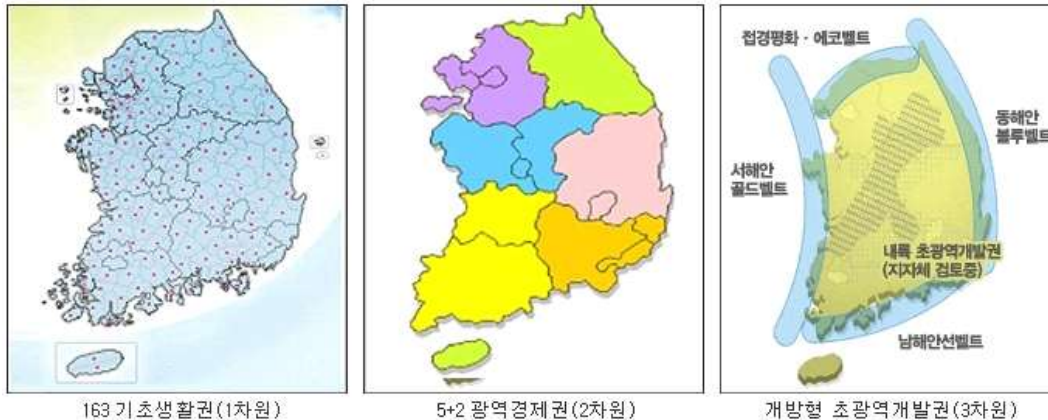 접경평화 · 에코벨트
동해안
블루벨트
서해안
골드벨트
내륙 초광역개발권
(지자체 검토중)
남해안선벨트
163 기초생활권(1차원)
5+2 광역경제권(2차원)
개방형 초광역개발권(3차원)